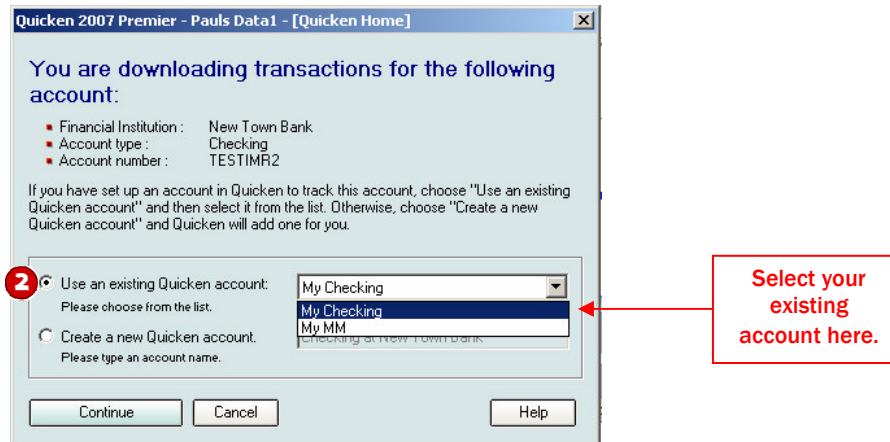 Quicken 2007 Premier - Pauls Data1 - [Quicken Home]
You are downloading transactions for the following
account:
Financial Institution : New Town Bank
Account type : Checking
Account number : TESTIMR2
If you have set up an account in Quicken to track this account, choose "Use an existing
Quicken account" and then select it from the list. Otherwise, choose "Create a new
Quicken account" and Quicken will add one for you.
2 Use an existing Quicken account: My Checking
Please choose from the list. My Checking
My MM
Create a new Quicken account. Checking at New Town Bank
Please type an account name.
Continue Cancel Help
Select your
existing
account here.